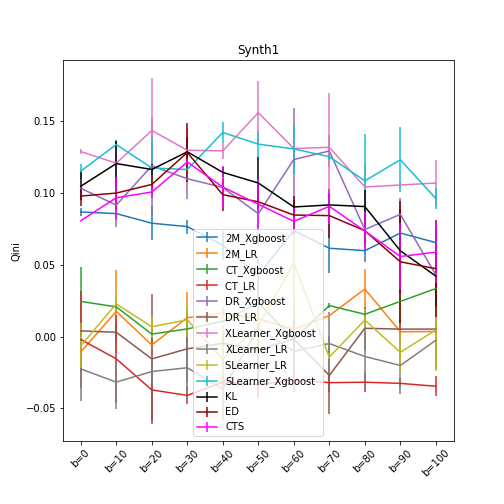 Synth1
Qini
0.15
0.10
0.05
0.00
−0.05
2M_Xgboost
2M_LR
CT_Xgboost
CT_LR
DR_Xgboost
DR_LR
XLearner_Xgboost
XLearner_LR
SLearner_LR
SLearner_Xgboost
KL
ED
CTS
b=0
b=10
b=20
b=30
b=40
b=50
b=60
b=70
b=80
b=90
b=100